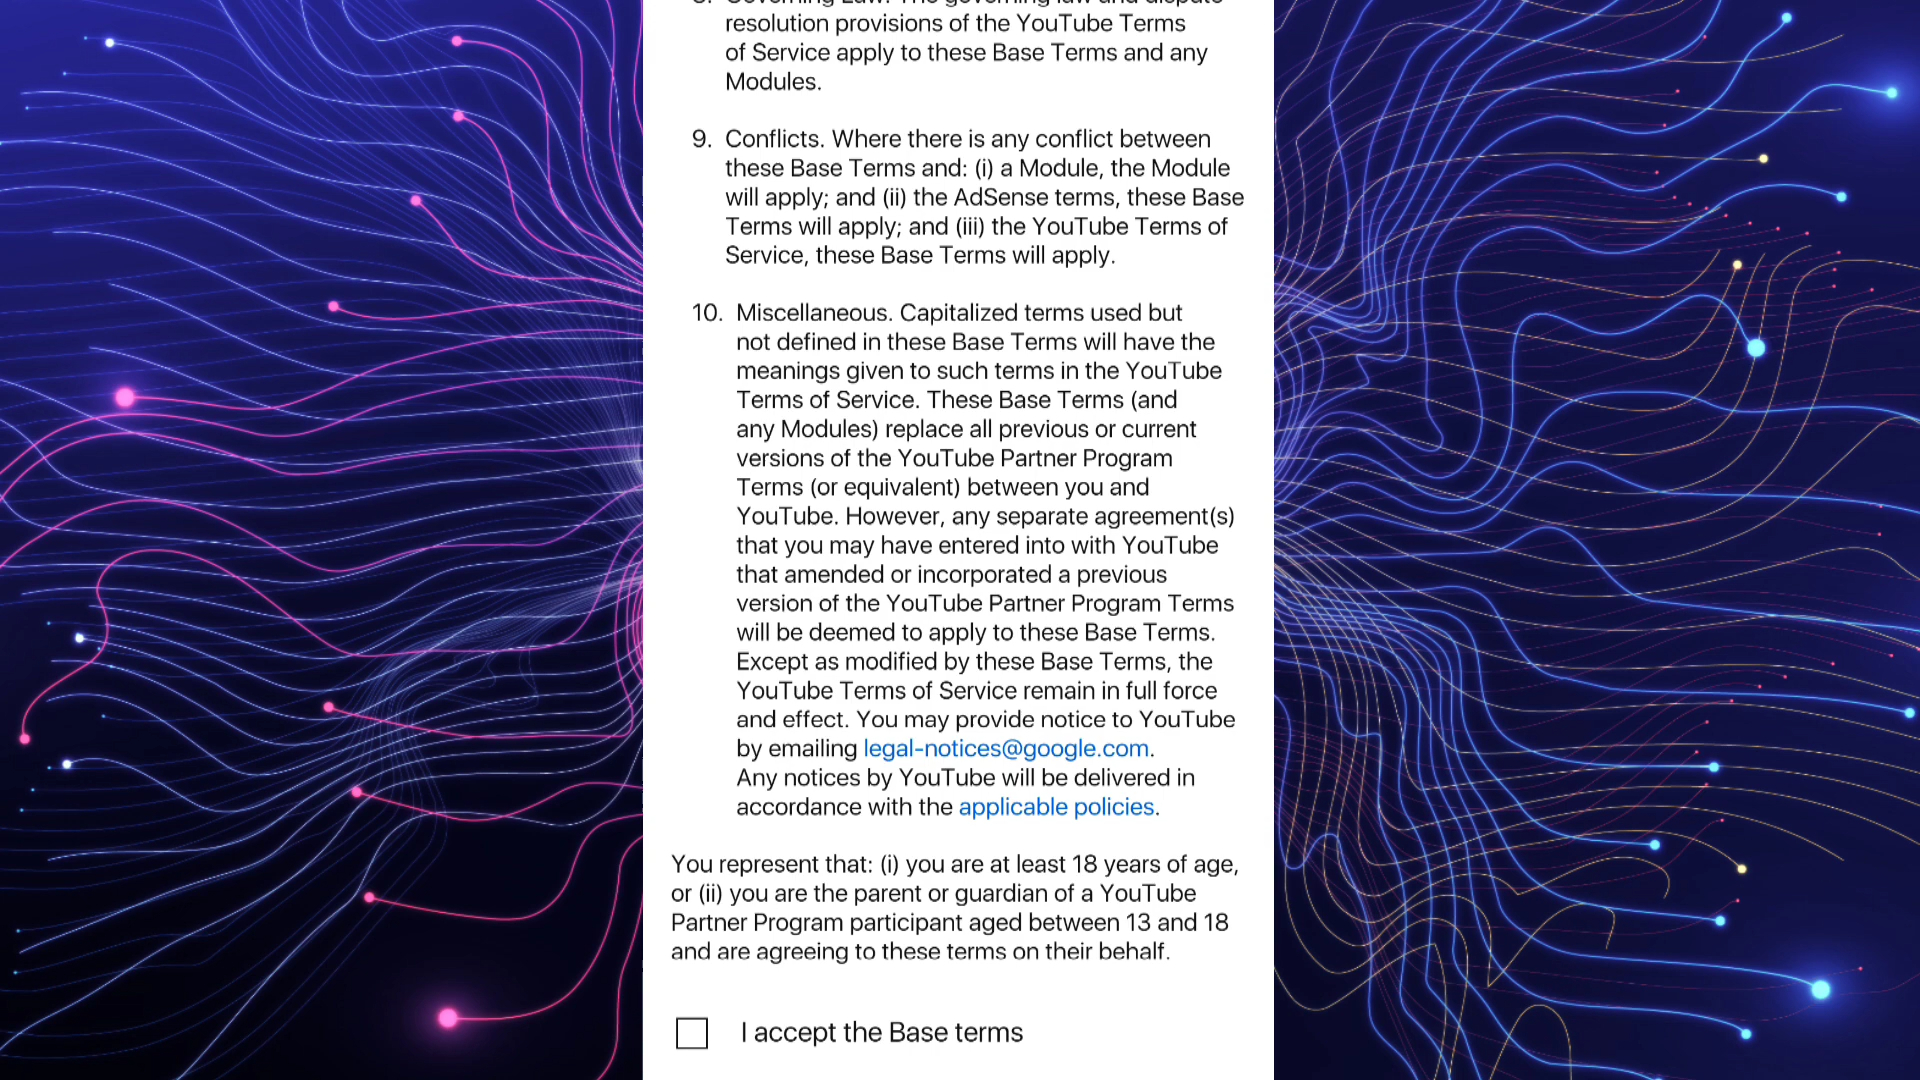 8. Governing Law. The governing law and dispute
resolution provisions of the YouTube Terms
of Service apply to these Base Terms and any
Modules.
9. Conflicts. Where there is any conflict between
these Base Terms and: (i) a Module, the Module
will apply; and (ii) the AdSense terms, these Base
Terms will apply; and (iii) the YouTube Terms of
Service, these Base Terms will apply.
10. Miscellaneous. Capitalized terms used but
not defined in these Base Terms will have the
meanings given to such terms in the YouTube
Terms of Service. These Base Terms (and
any Modules) replace all previous or current
versions of the YouTube Partner Program
Terms (or equivalent) between you and
YouTube. However, any separate agreement(s)
that you may have entered into with YouTube
that amended or incorporated a previous
version of the YouTube Partner Program Terms
will be deemed to apply to these Base Terms.
Except as modified by these Base Terms, the
YouTube Terms of Service remain in full force
and effect. You may provide notice to YouTube
by emailing legal-notices@google.com.
Any notices by YouTube will be delivered in
accordance with the applicable policies.
You represent that: (i) you are at least 18 years of age,
or (ii) you are the parent or guardian of a YouTube
Partner Program participant aged between 13 and 18
and are agreeing to these terms on their behalf.
I accept the Base terms